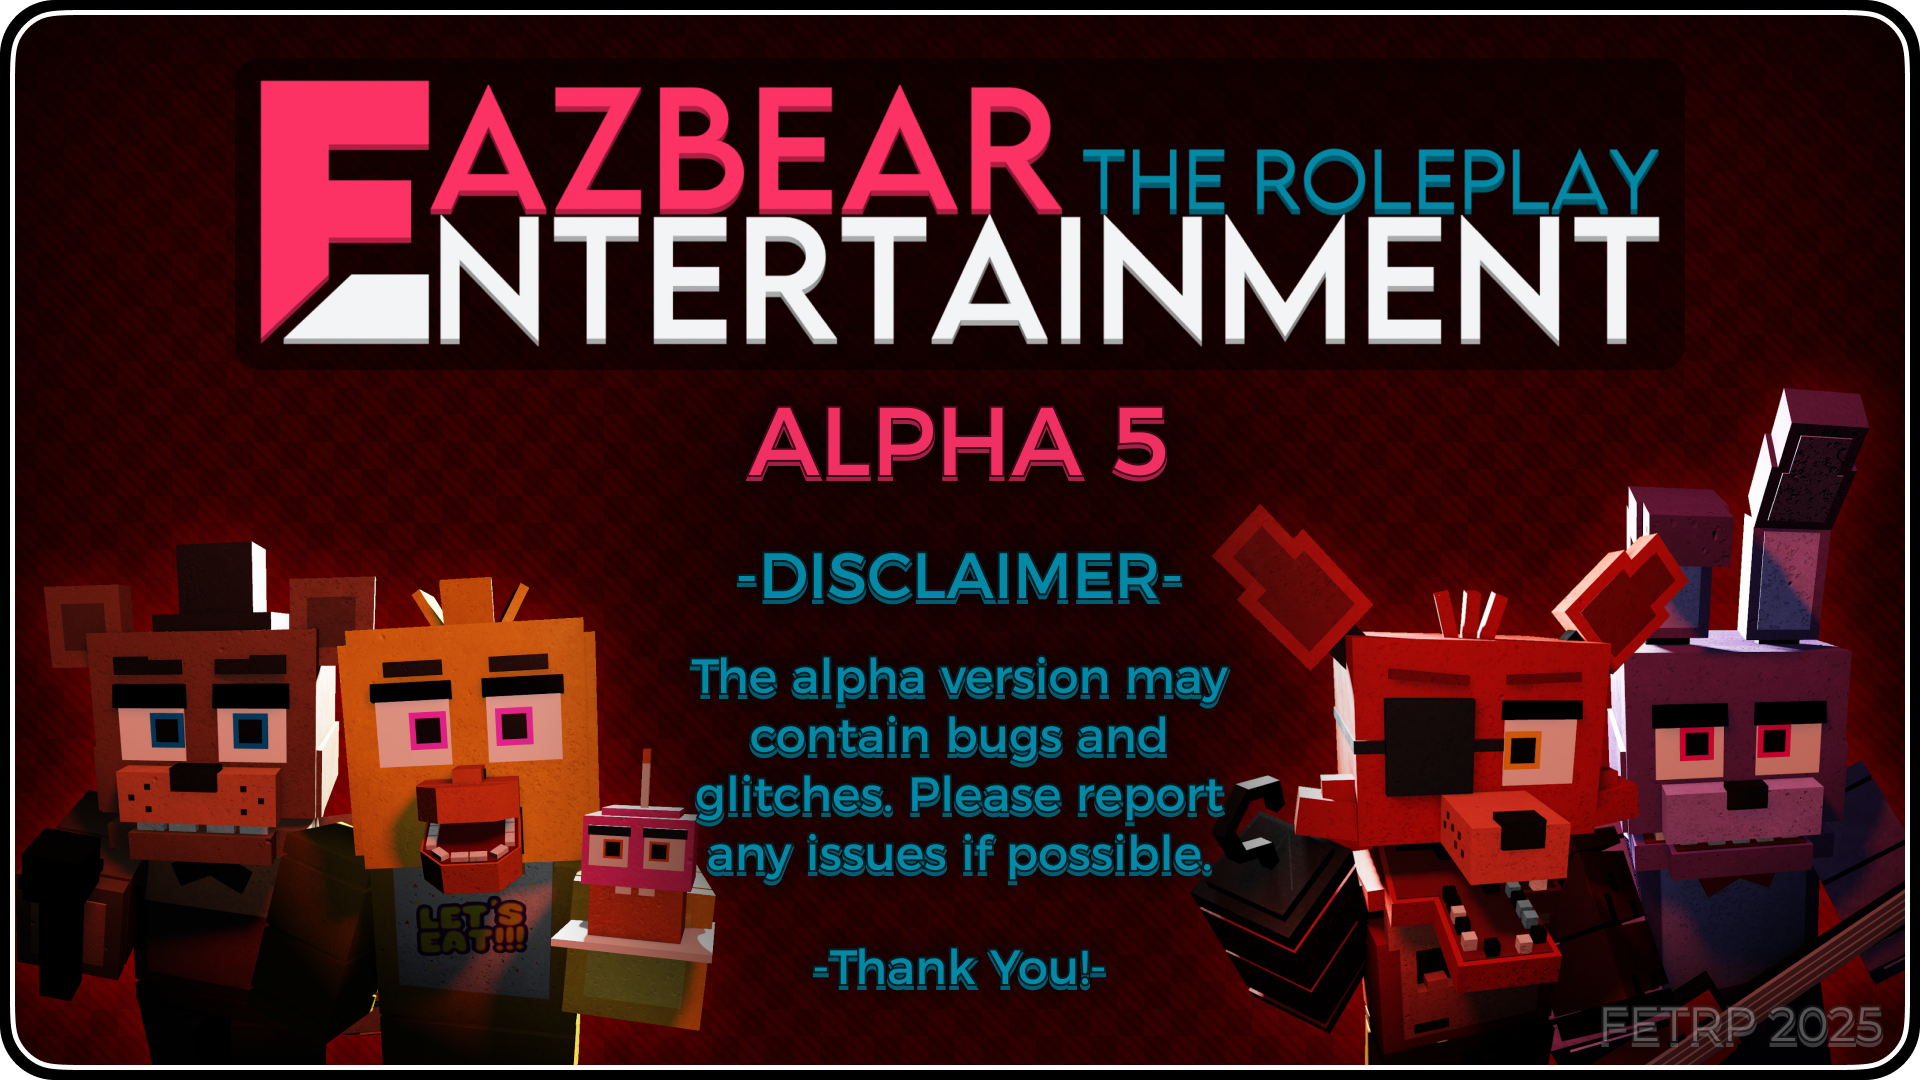 FAZBEAR THE ROLEPLAY
ENTERTAINMENT
ALPHA 5
-DISCLAIMER-
The alpha version may
contain bugs and
glitches. Please report
any issues if possible.
-Thank You!-
LET'S
EAT!!!
FETRP 2025